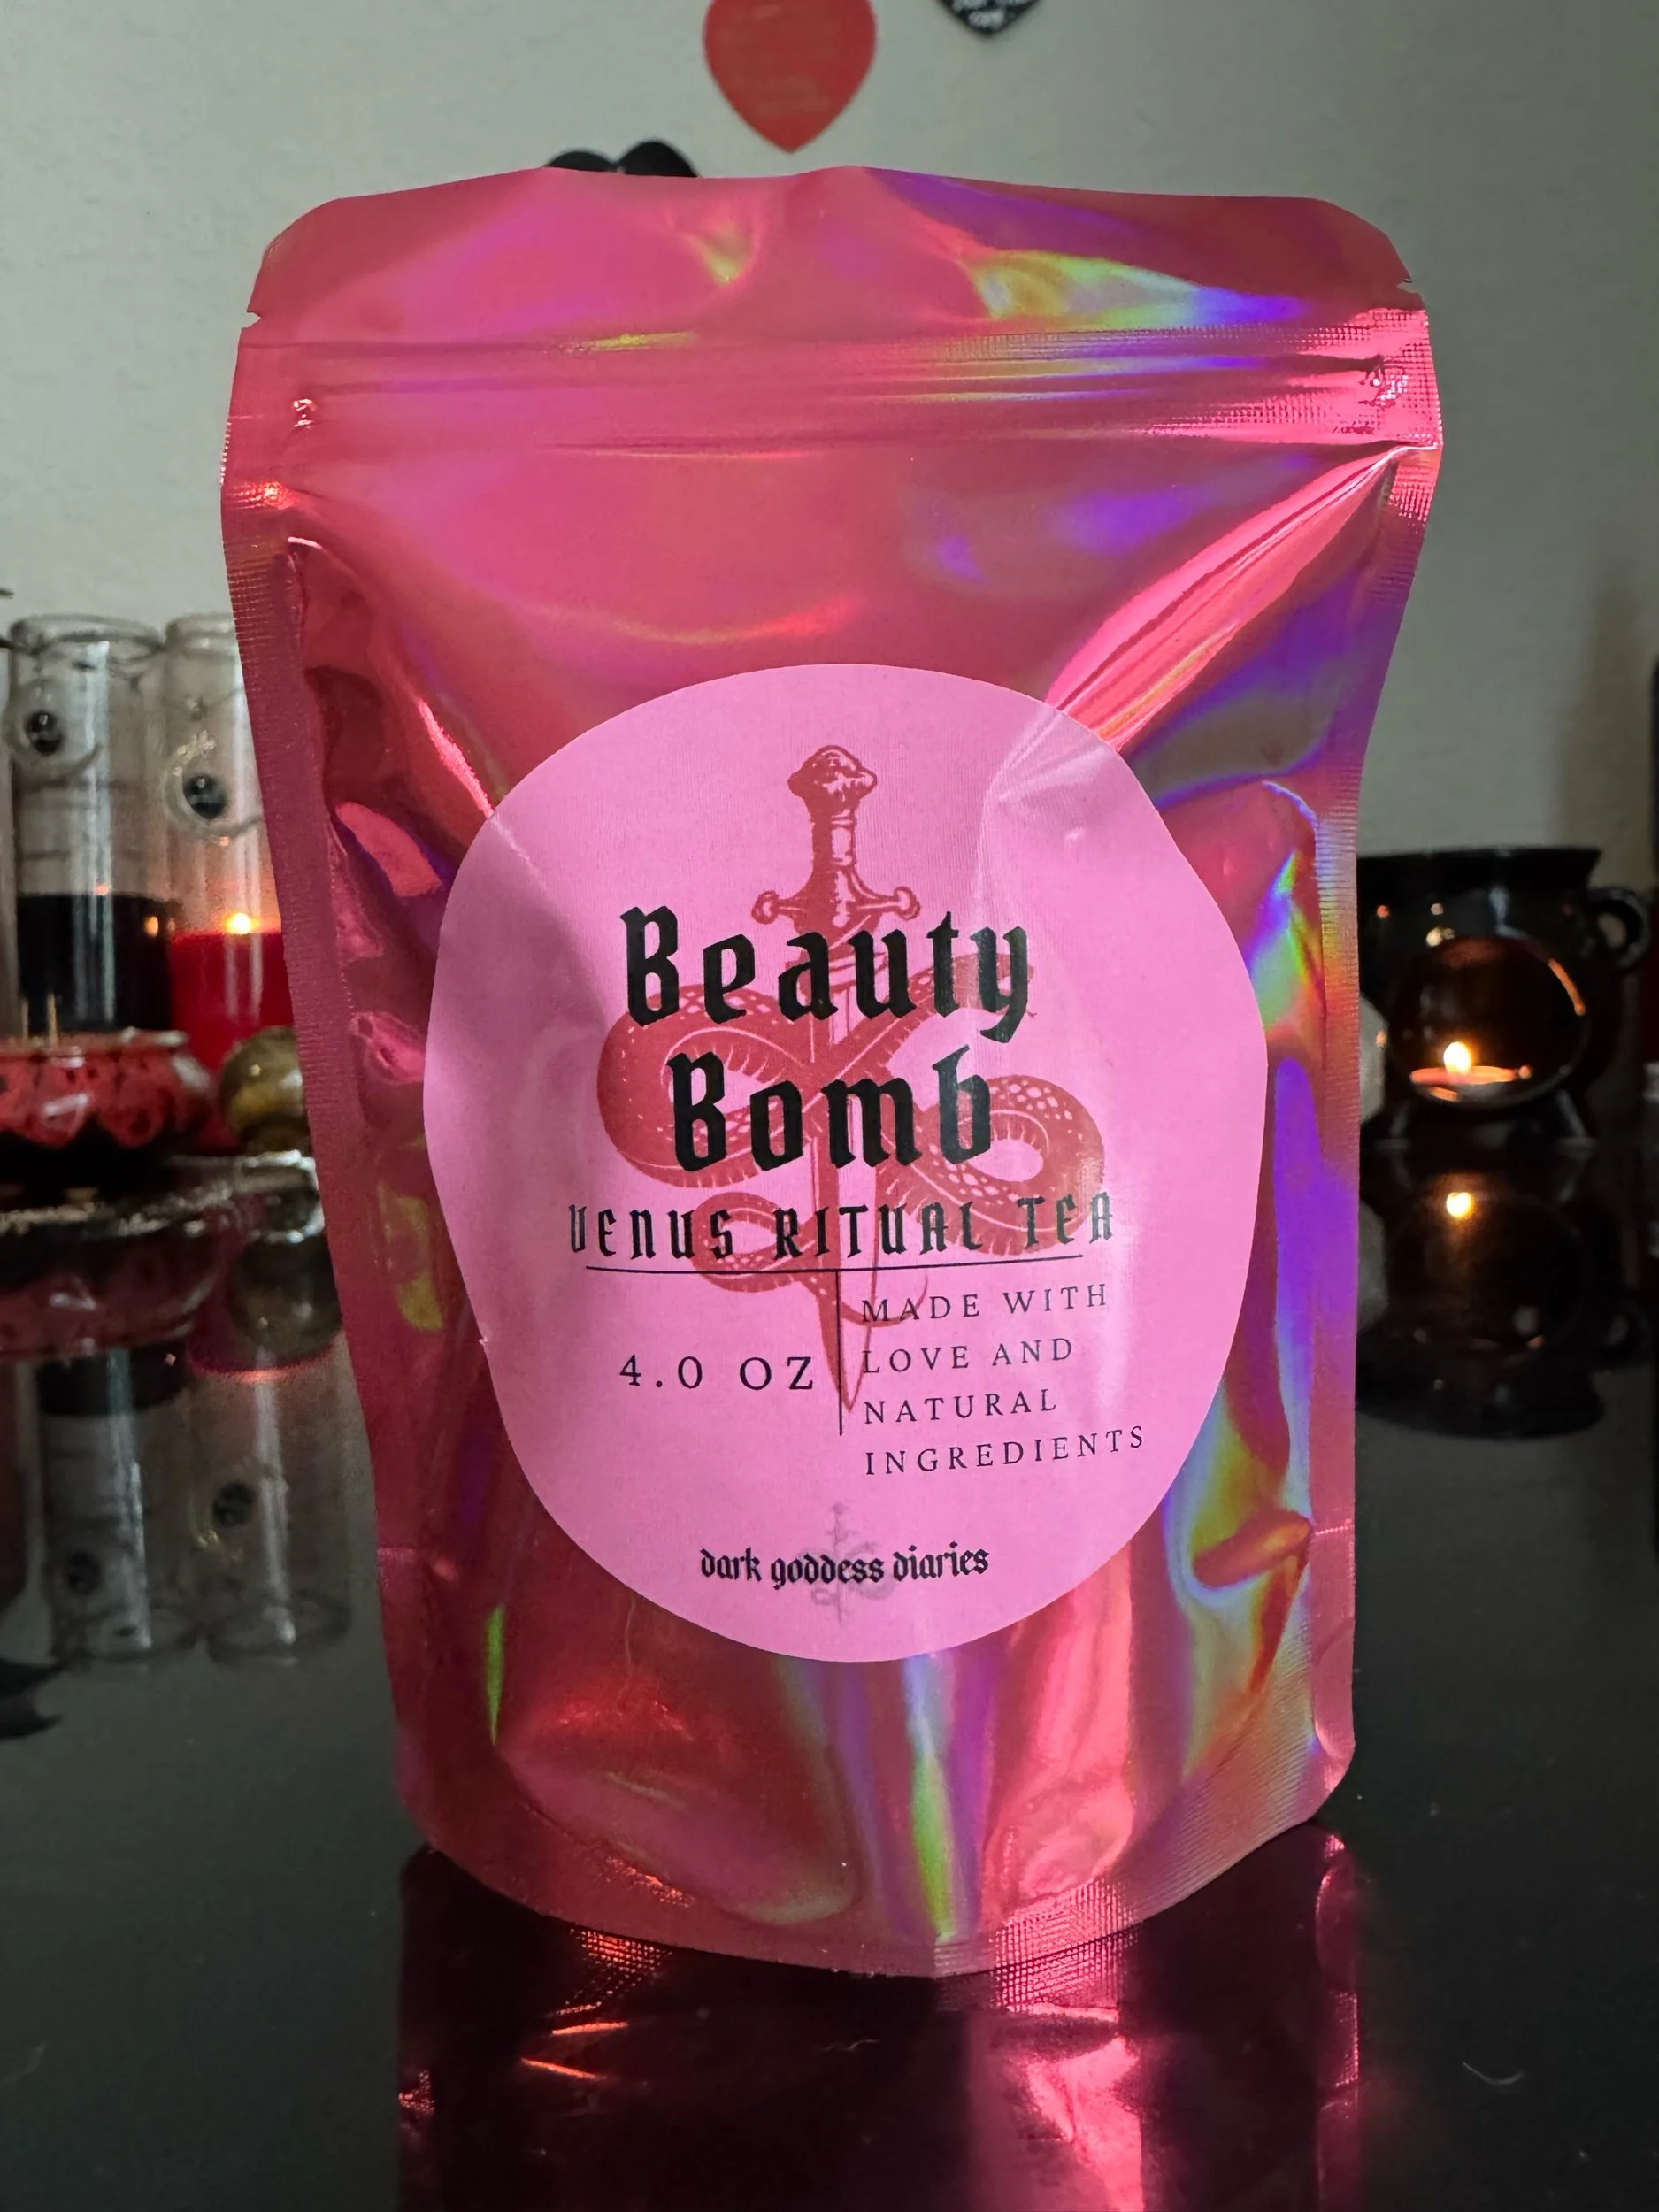 Beauty
Bomb
VENUS RITUAL TEA
4.0 OZ
MADE WITH
LOVE AND
NATURAL
INGREDIENTS
dark goddess diaries